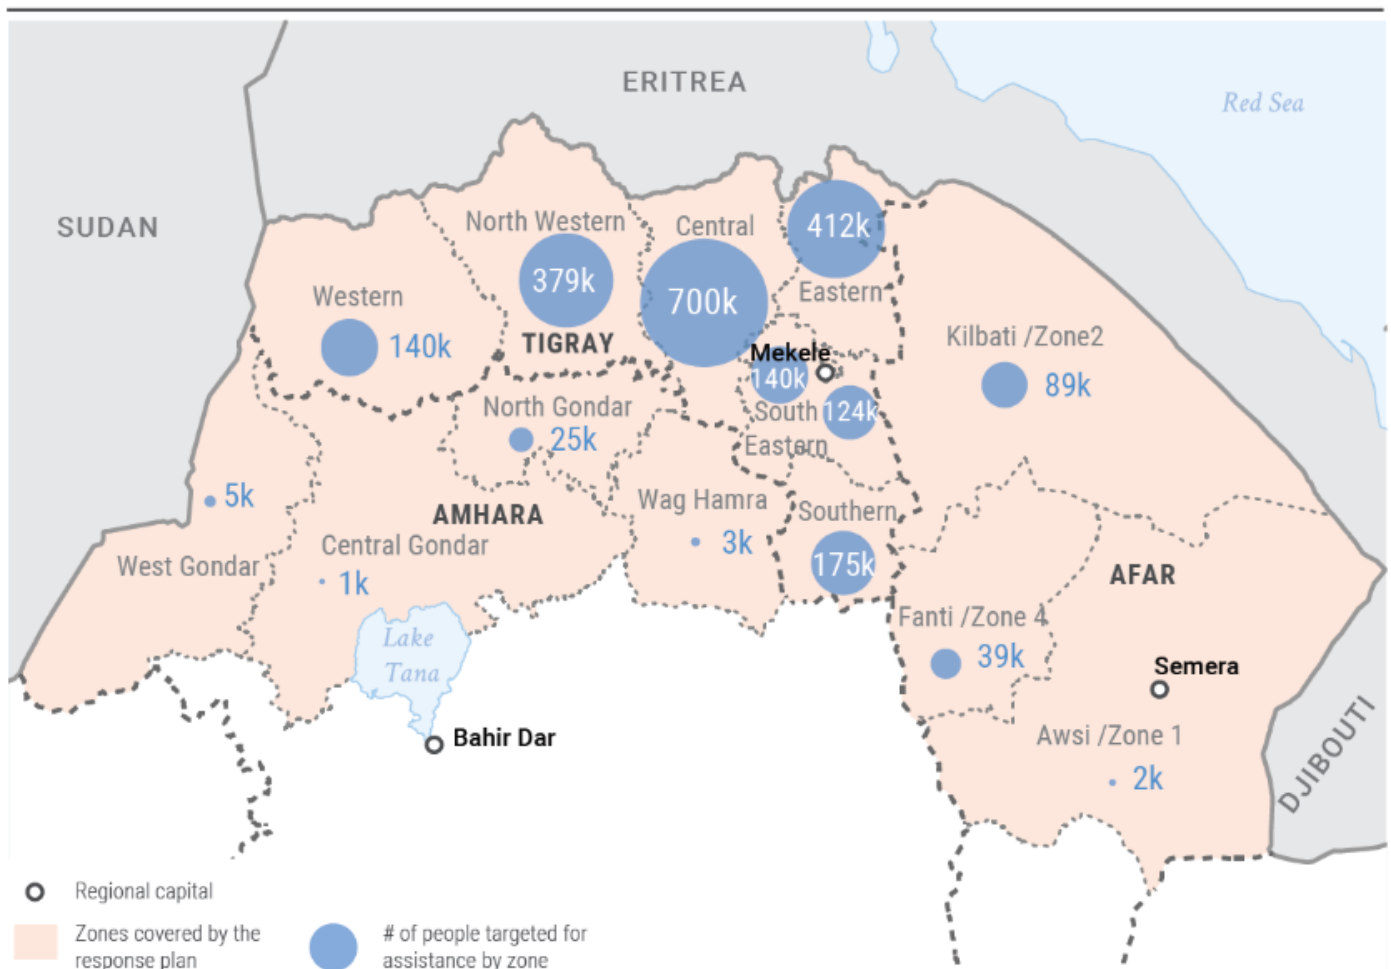 ERITREA
Red Sea
SUDAN
North Western
Central
412k
379k
700k
Eastern
Western
140k
TIGRAY
Mekele
140k
Kilbati /Zone2
89k
North Gondar
25k
South
124k
Eastern
5k
Wag Hamra
3k
Southern
175k
AMHARA
Central Gondar
1k
West Gondar
AFAR
Fanti /Zone 4
39k
Lake
Tana
Semera
Bahir Dar
Awsi /Zone 1
2k
DJIBOUTI
Regional capital
Zones covered by the
response plan
# of people targeted for
assistance by zone